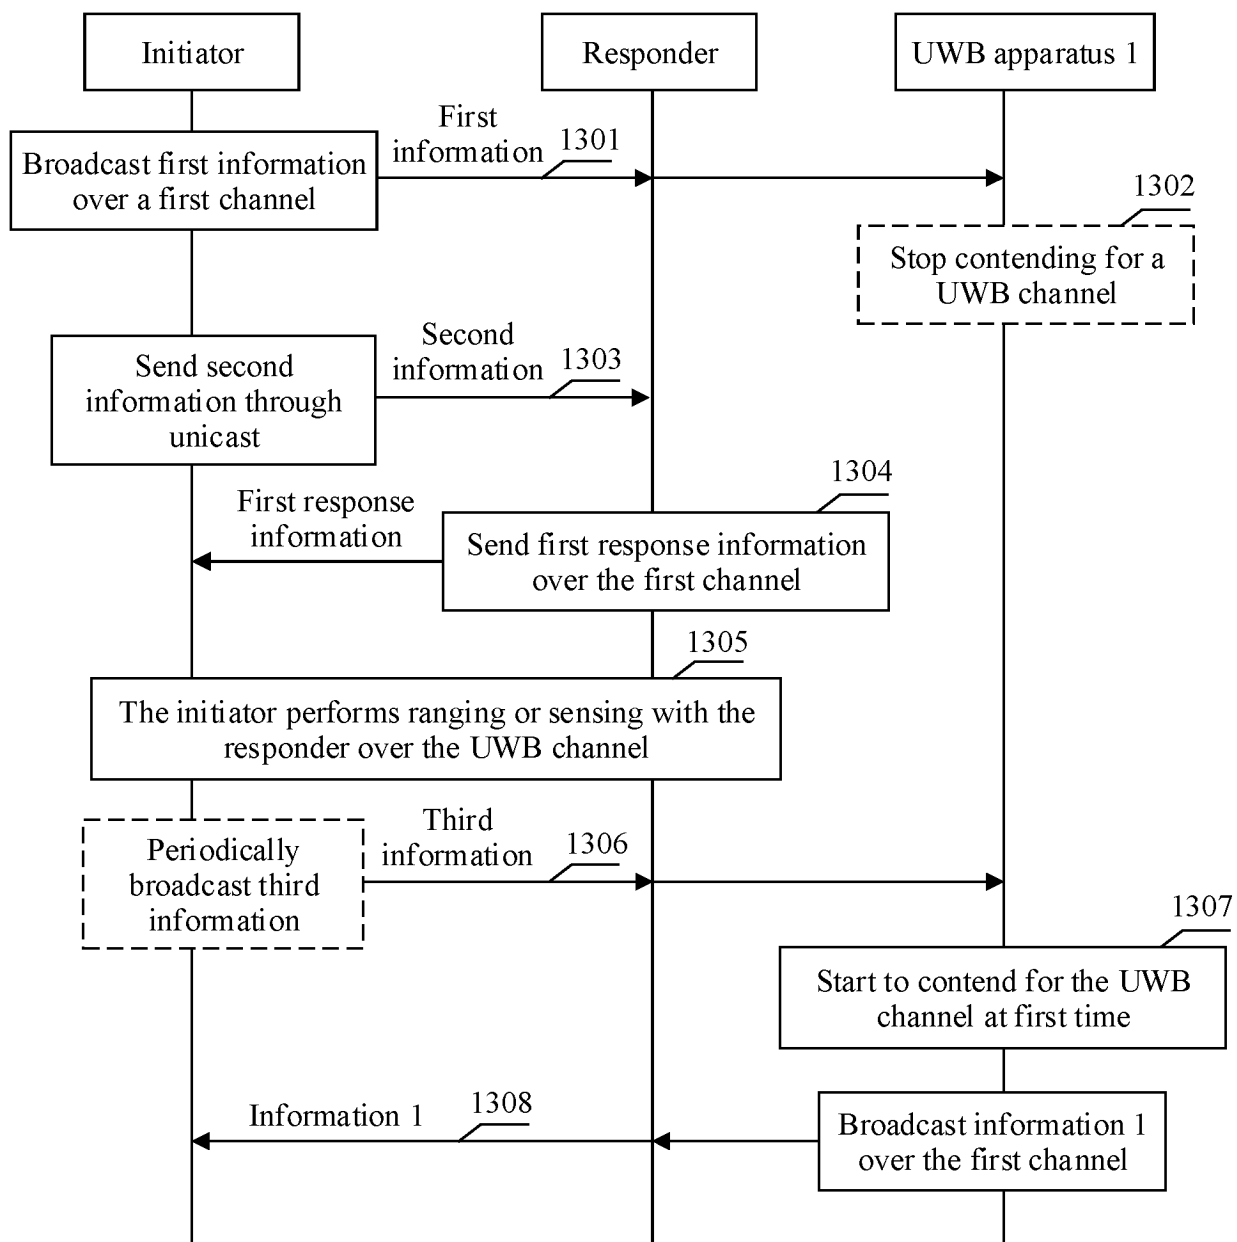 Initiator
Responder
UWB apparatus 1
Broadcast first information
over a first channel
First
information
1301
1302
Stop contending for a
UWB channel
Send second
information through
unicast
Second
information
1303
1304
First response
information
Send first response information
over the first channel
1305
The initiator performs ranging or sensing with the
responder over the UWB channel
Periodically
broadcast third
information
Third
information
1306
1307
Start to contend for the UWB
channel at first time
Information 1
1308
Broadcast information 1
over the first channel